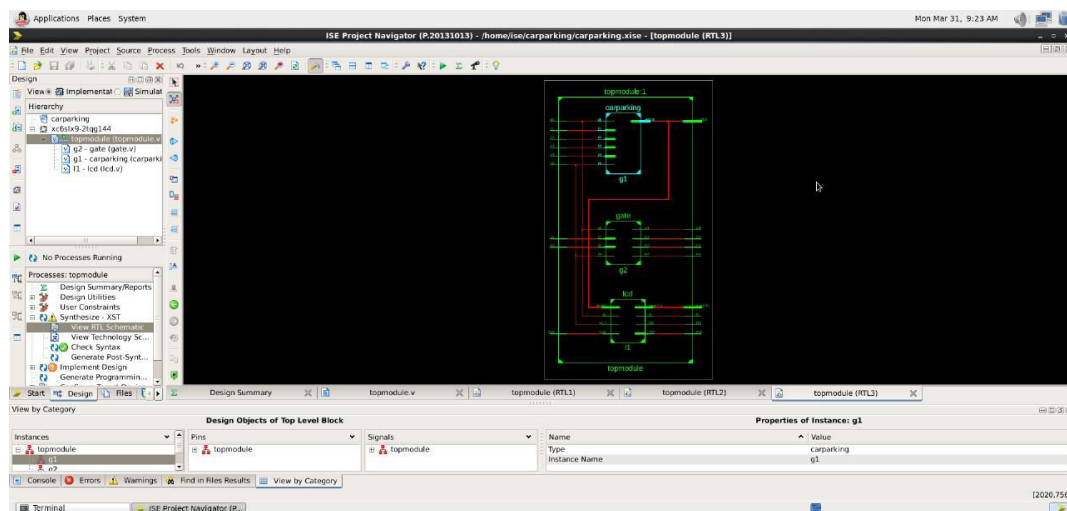 Applications Places System
Mon Mar 31, 9:23 AM
ISE Project Navigator (P.20131013) - /home/ise/carparking/carparking.xise - [topmodule (RTL3)]
File Edit View Project Source Process Tools Window Layout Help
Design
View: Implementat Simulat
Hierarchy
carparking
xc6slx9-2tqg144
topmodule (topmodule.v
g2 - gate (gate.v)
g1 - carparking (carparki
l1 - lcd (lcd.v)
No Processes Running
Processes: topmodule
Design Summary/Reports
Design Utilities
User Constraints
Synthesize - XST
View RTL Schematic
View Technology Sc...
Check Syntax
Generate Post-Synt...
Implement Design
Generate Programmin...
topmodule:1
carparking
g1
gate
g2
lcd
l1
topmodule
Start Design Files
Design Summary
topmodule.v
topmodule (RTL1)
topmodule (RTL2)
topmodule (RTL3)
View by Category
Design Objects of Top Level Block
Properties of Instance: g1
Instances
Pins
Signals
Name
Value
topmodule
topmodule
topmodule
Type
carparking
g1
Instance Name
g1
g2
Console Errors Warnings Find in Files Results View by Category
[2020,756
Terminal
ISE Project Navigator (P...